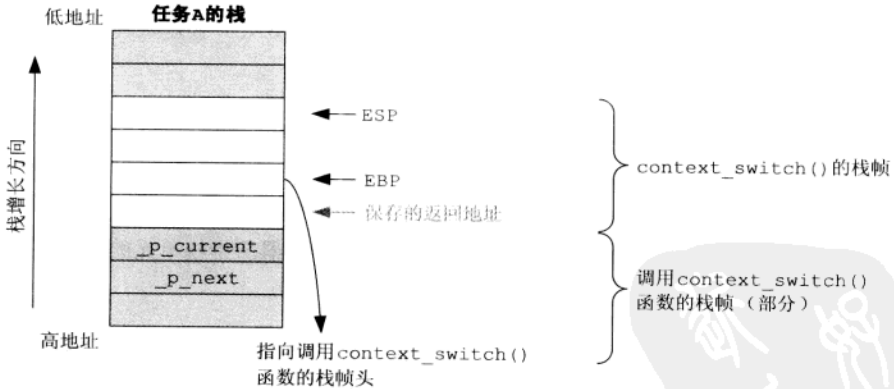 低地址
任务A的栈
栈增长方向
ESP
EBP
保存的返回地址
_p_current
_p_next
高地址
指向调用context_switch()
函数的栈帧头
context_switch()的栈帧
调用context_switch()
函数的栈帧（部分）